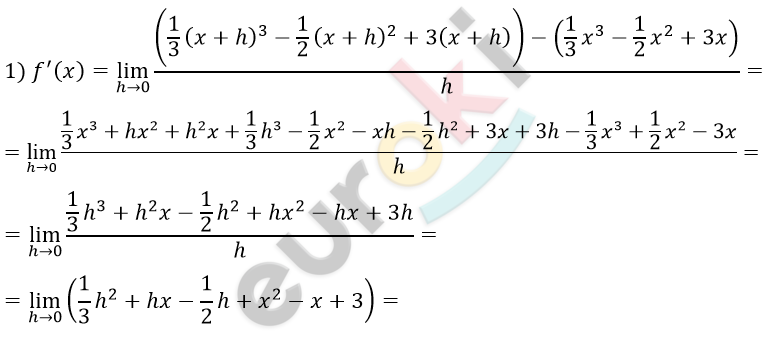 1) f′(x) = lim_{h→0} ((1/3(x + h)³ − 1/2(x + h)² + 3(x + h)) − (1/3x³ − 1/2x² + 3x))/h =
= lim_{h→0} (1/3x³ + hx² + h²x + 1/3h³ − 1/2x² − xh − 1/2h² + 3x + 3h − 1/3x³ + 1/2x² − 3x)/h =
= lim_{h→0} (1/3h³ + h²x − 1/2h² + hx² − hx + 3h)/h =
= lim_{h→0} (1/3h² + hx − 1/2h + x² − x + 3) =
euroki